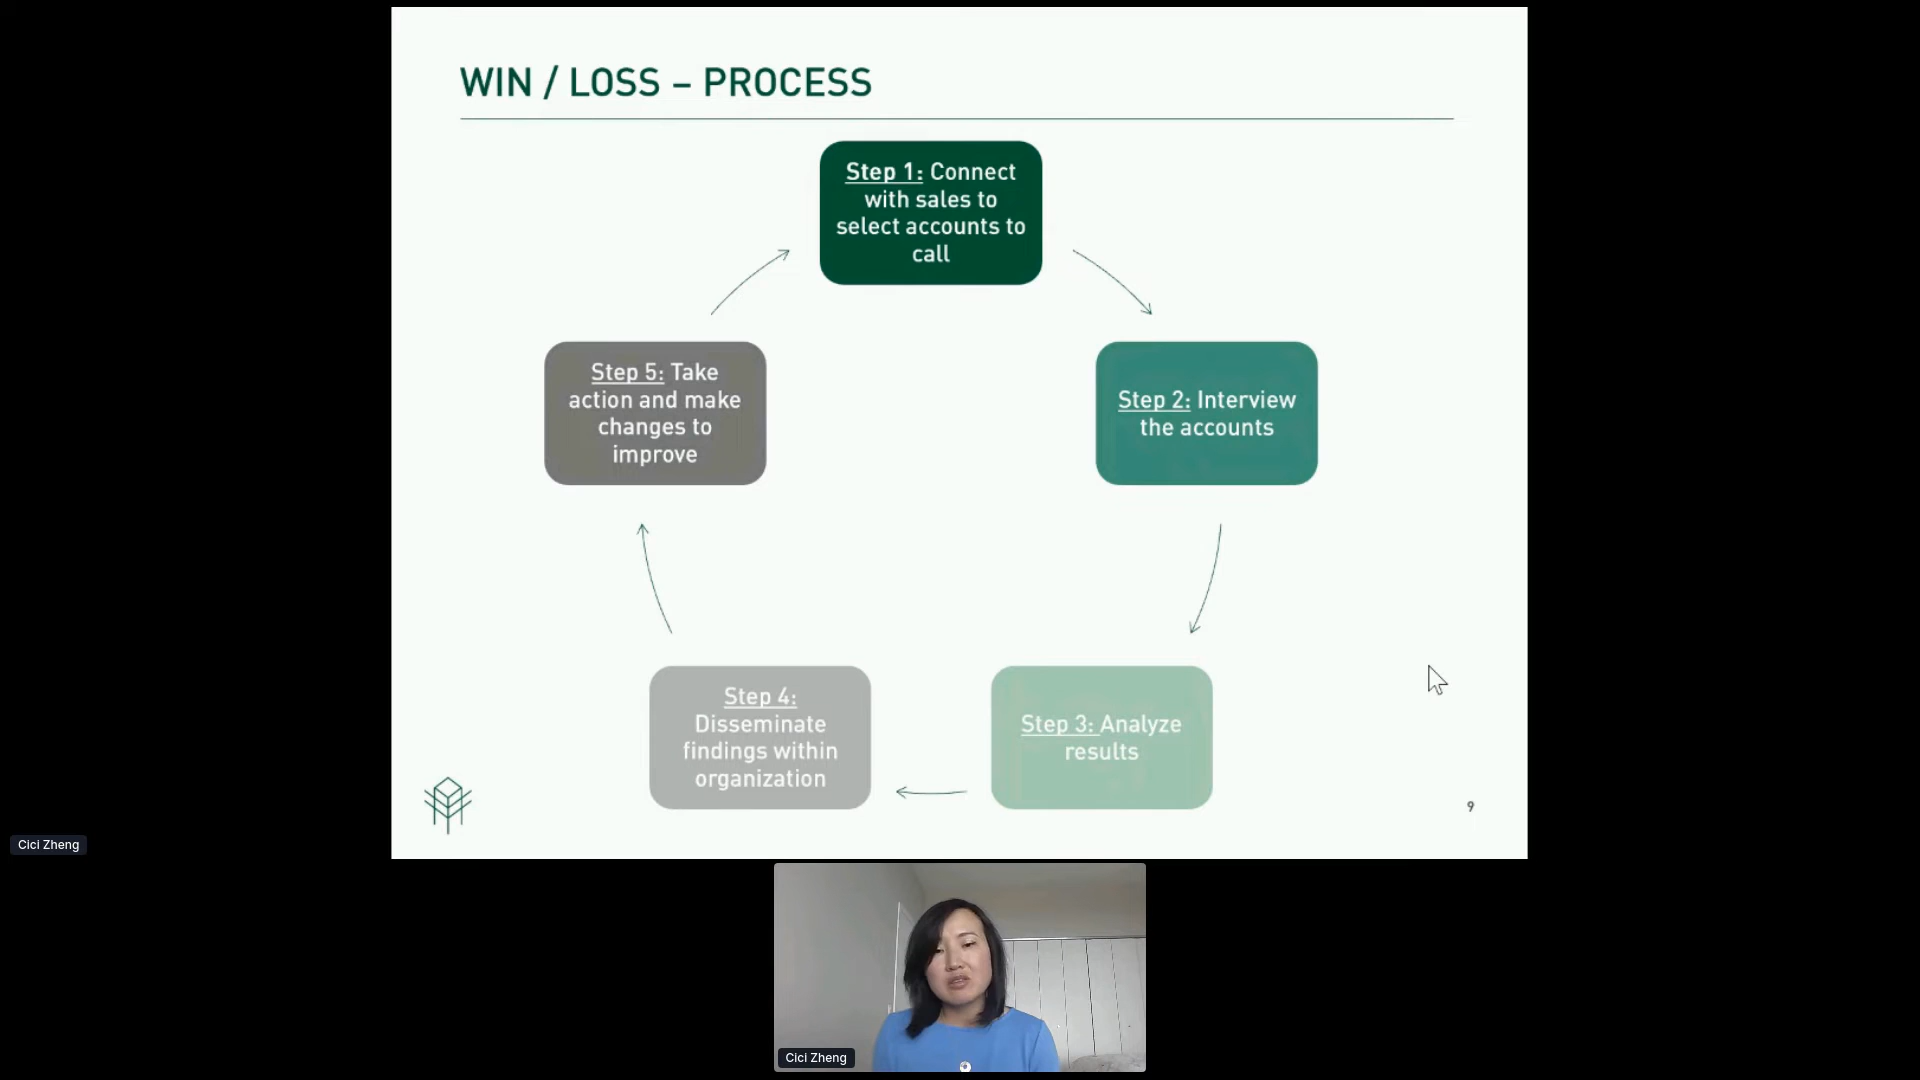 WIN / LOSS – PROCESS
Step 1: Connect
with sales to
select accounts to
call
Step 5: Take
action and make
changes to
improve
Step 2: Interview
the accounts
Step 4:
Disseminate
findings within
organization
Step 3: Analyze
results
9
Cici Zheng
Cici Zheng